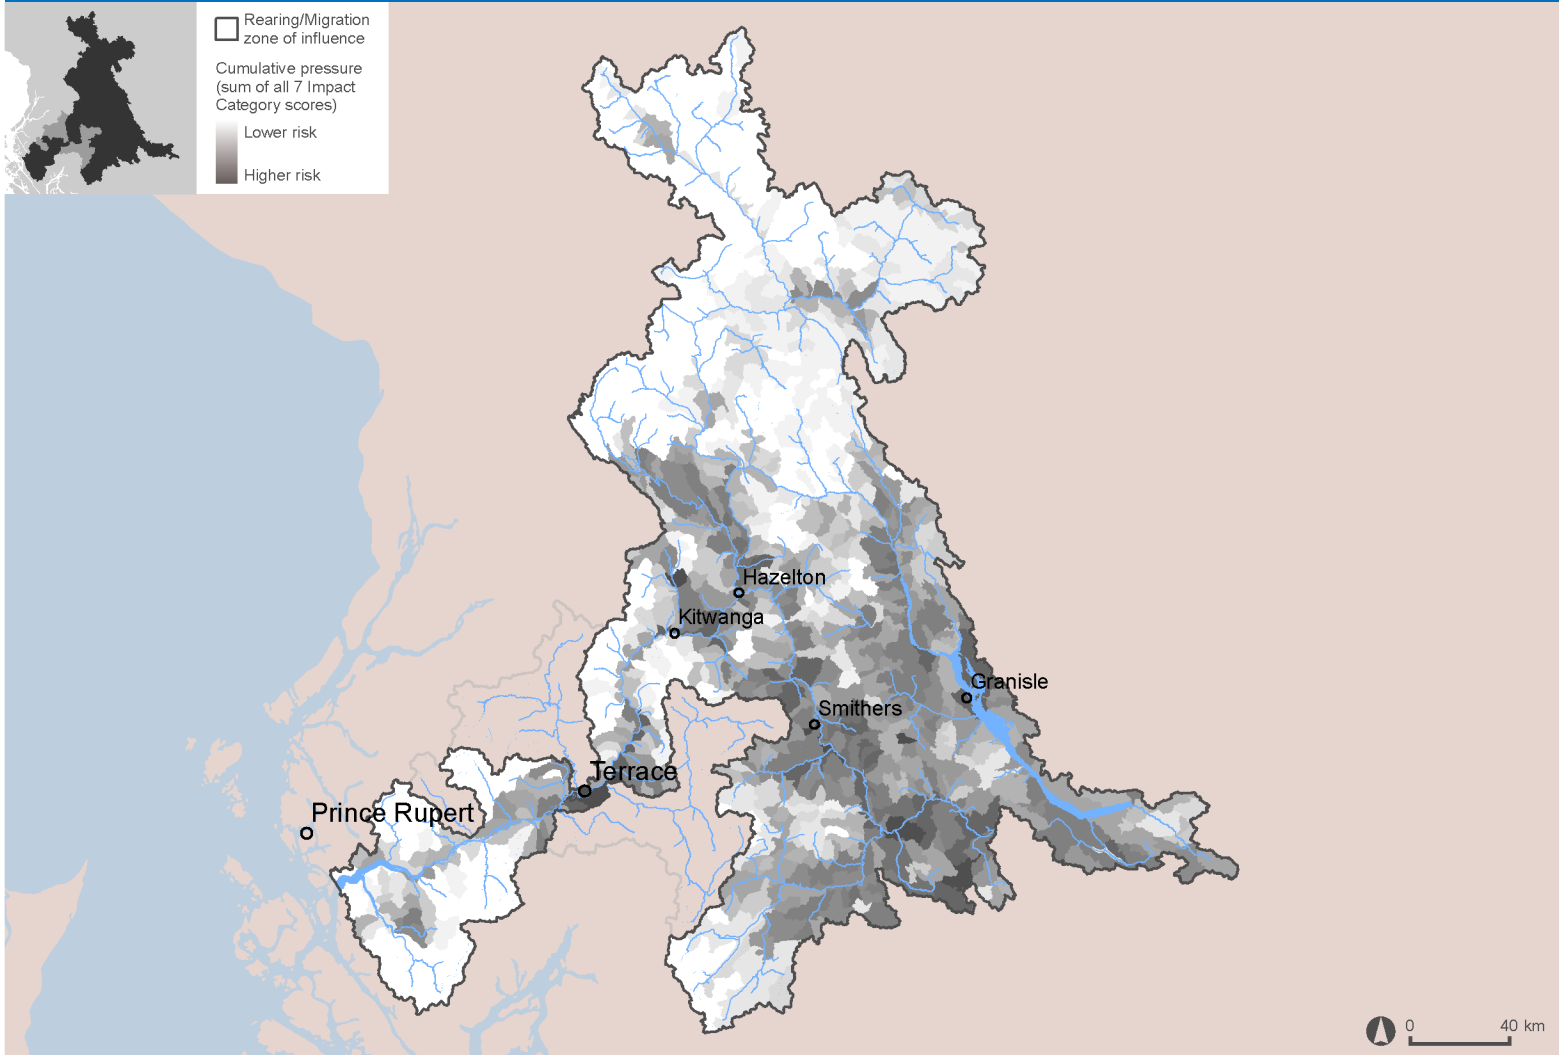 Rearing/Migration
zone of influence
Cumulative pressure
(sum of all 7 Impact
Category scores)
Lower risk
Higher risk
Hazelton
Kitwanga
Granisle
Smithers
Terrace
Prince Rupert
0 40 km